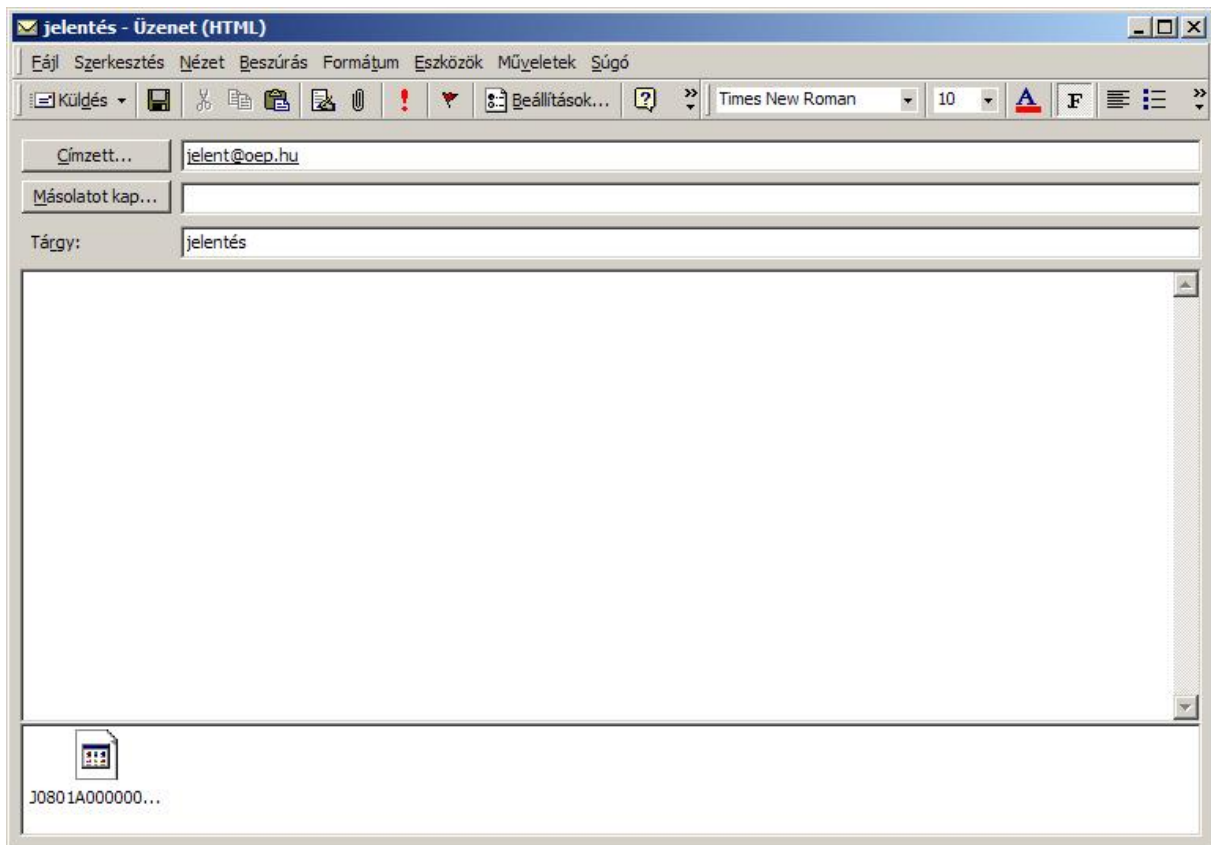 jelentés - Üzenet (HTML)
Fájl Szerkesztés Nézet Beszúrás Formátum Eszközök Műveletek Súgó
Küldés Beállítások... Times New Roman 10 A F
Címzett... jelent@oep.hu
Másolatot kap...
Tárgy: jelentés
J0801A000000...